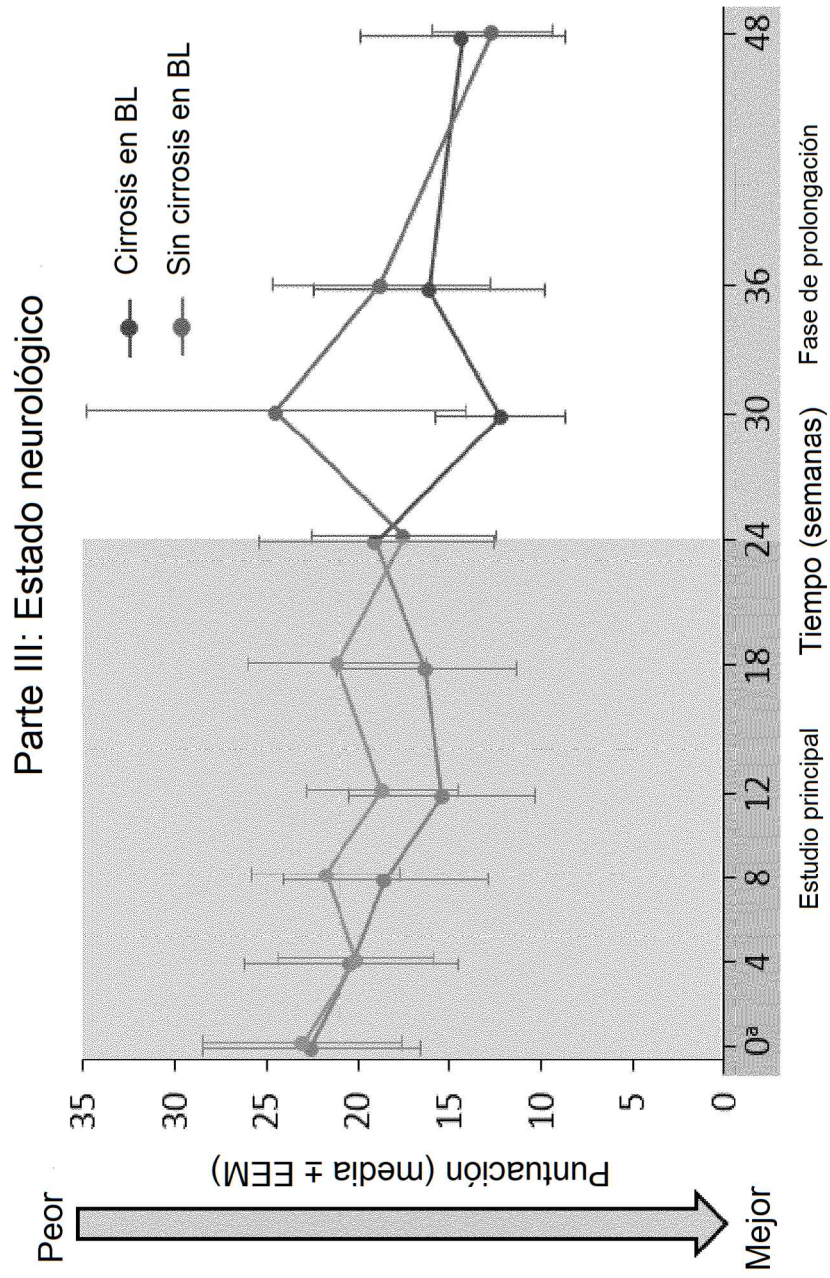 Parte III: Estado neurológico
Peor
Mejor
Puntuación (media ± EEM)
35
30
25
20
15
10
5
0
Cirrosis en BL
Sin cirrosis en BL
0ª
4
8
12
18
24
30
36
48
Estudio principal
Tiempo (semanas)
Fase de prolongación